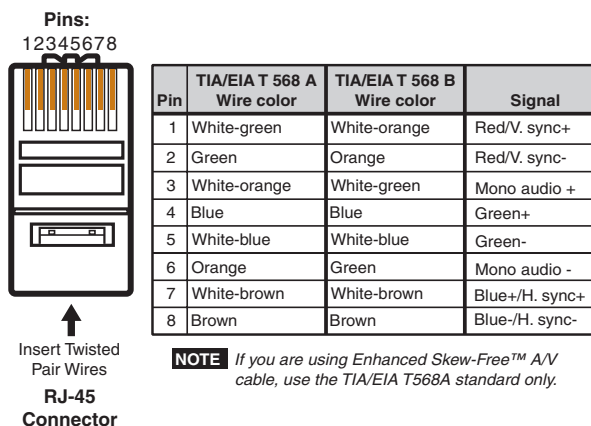 Pins:
12345678
Insert Twisted
Pair Wires
RJ-45
Connector
Pin TIA/EIA T 568 A Wire color TIA/EIA T 568 B Wire color Signal
1 White-green White-orange Red/V. sync+
2 Green Orange Red/V. sync-
3 White-orange White-green Mono audio +
4 Blue Blue Green+
5 White-blue White-blue Green-
6 Orange Green Mono audio -
7 White-brown White-brown Blue+/H. sync+
8 Brown Brown Blue-/H. sync-
NOTE If you are using Enhanced Skew-Free™ A/V
cable, use the TIA/EIA T568A standard only.